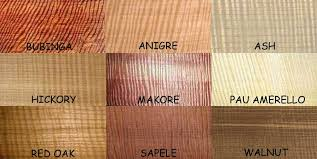 BUBINGA
ANIGRE
ASH
HICKORY
MAKORE
PAU AMERELLO
RED OAK
SAPELE
WALNUT